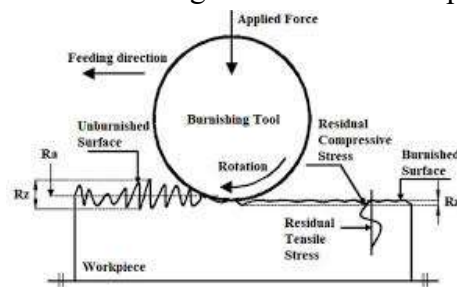 Applied Force
Feeding direction
Burnishing Tool
Unburnished
Surface
Residual
Compressive
Stress
Burnished
Surface
Ra
Rotation
Rz
Rz
Residual
Tensile
Stress
Workpiece